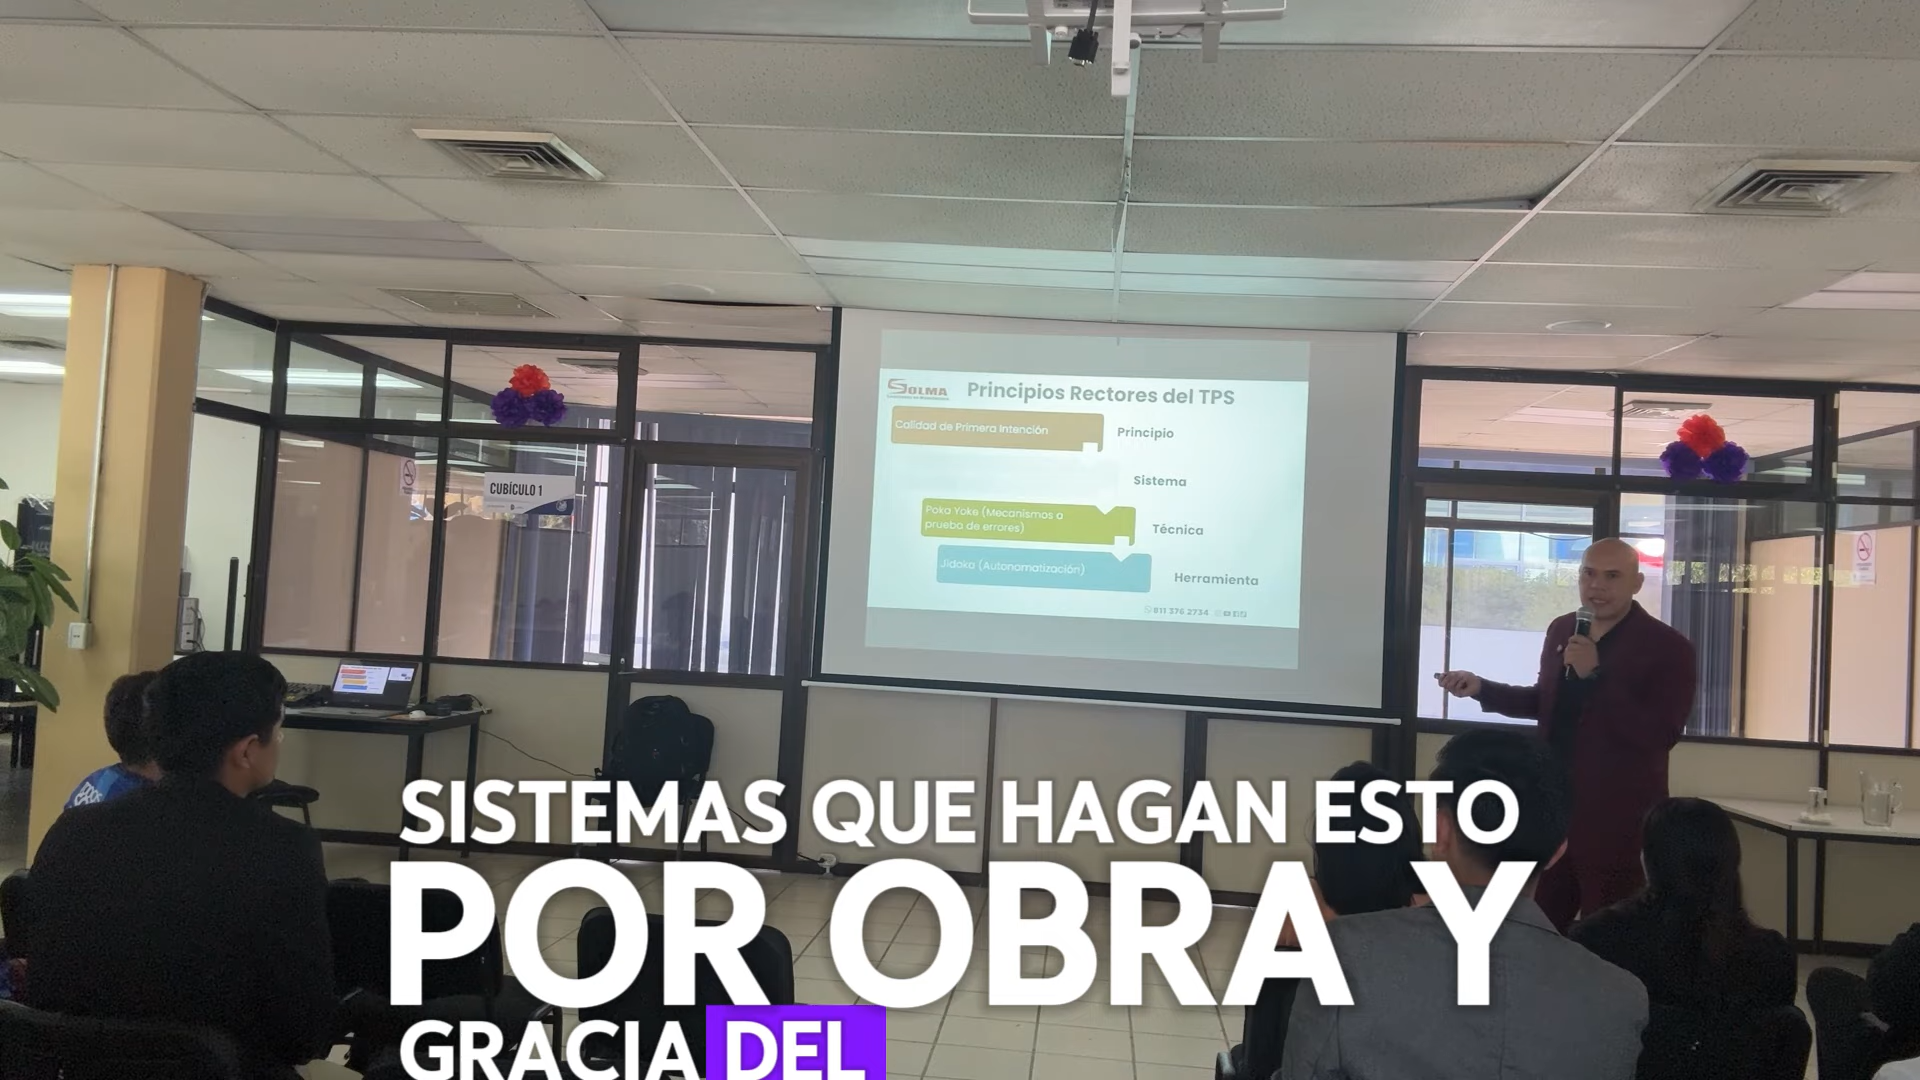 SOLMA
Principios Rectores del TPS
Calidad de Primera Intención
Principio
Sistema
Poka Yoke (Mecanismos a
prueba de errores)
Técnica
Jidoka (Autonomatización)
Herramienta
811 376 2734
CUBÍCULO 1
SISTEMAS QUE HAGAN ESTO
POR OBRA Y
GRACIA DEL